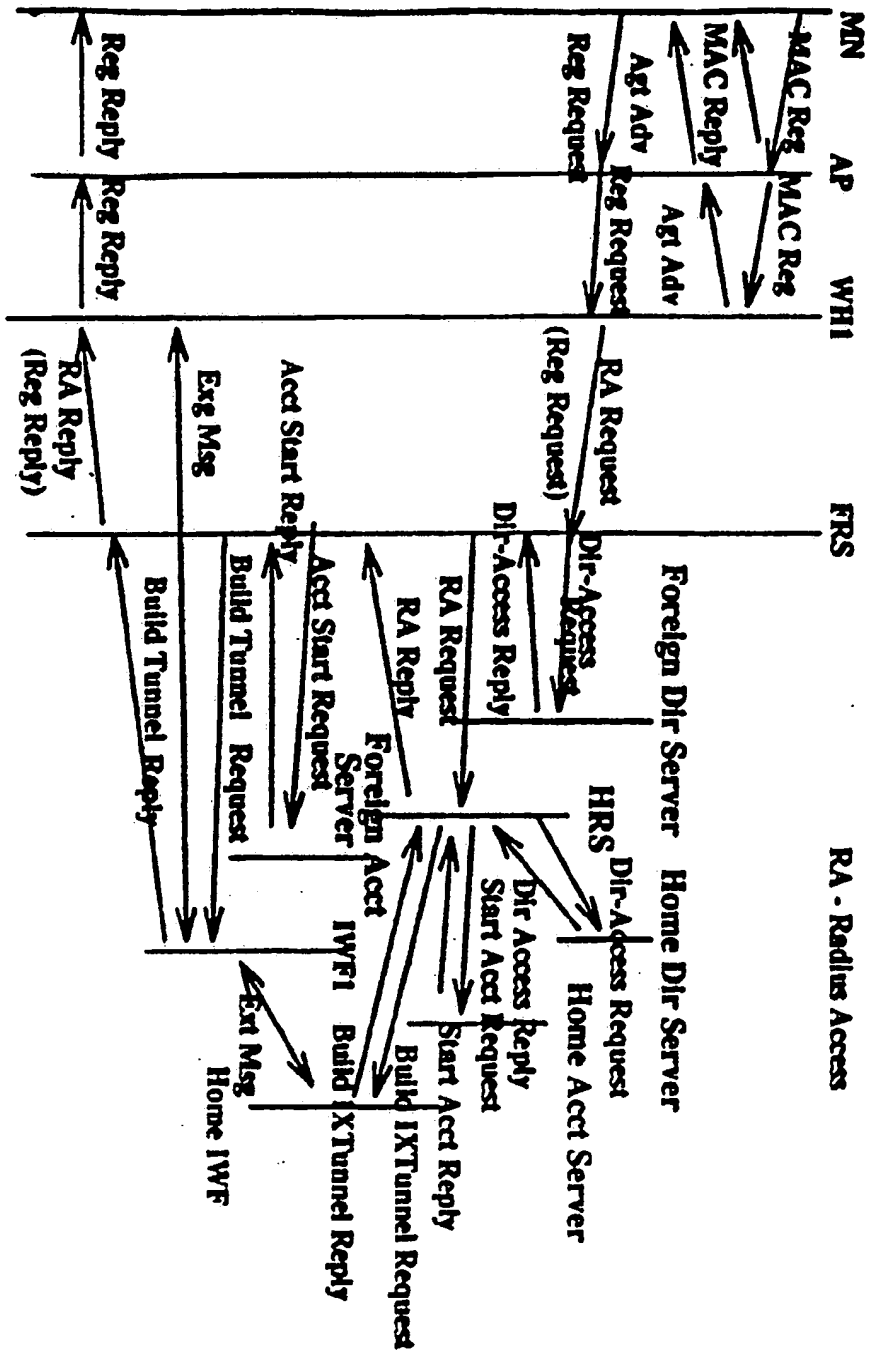 RA - Radius Access
MN
AP
WH1
FRS
Foreign Dir Server
Home Dir Server
MAC Reg
MAC Reg
MAC Reply
Agt Adv
Agt Adv
Reg Request
Reg Request
RA Request
(Reg Request)
Dir-Access
Request
Dir-Access Reply
HRS
Dir-Access Request
Dir Access Reply
Home Acct Server
RA Request
Start Acct Request
Start Acct Reply
RA Reply
Build IXTunnel Request
Build IXTunnel Reply
Foreign Acct
Server
Acct Start Request
Acct Start Reply
IWF1
Build Tunnel Request
Exg Msg
Ext Msg
Home IWF
Build Tunnel Reply
RA Reply
(Reg Reply)
Reg Reply
Reg Reply